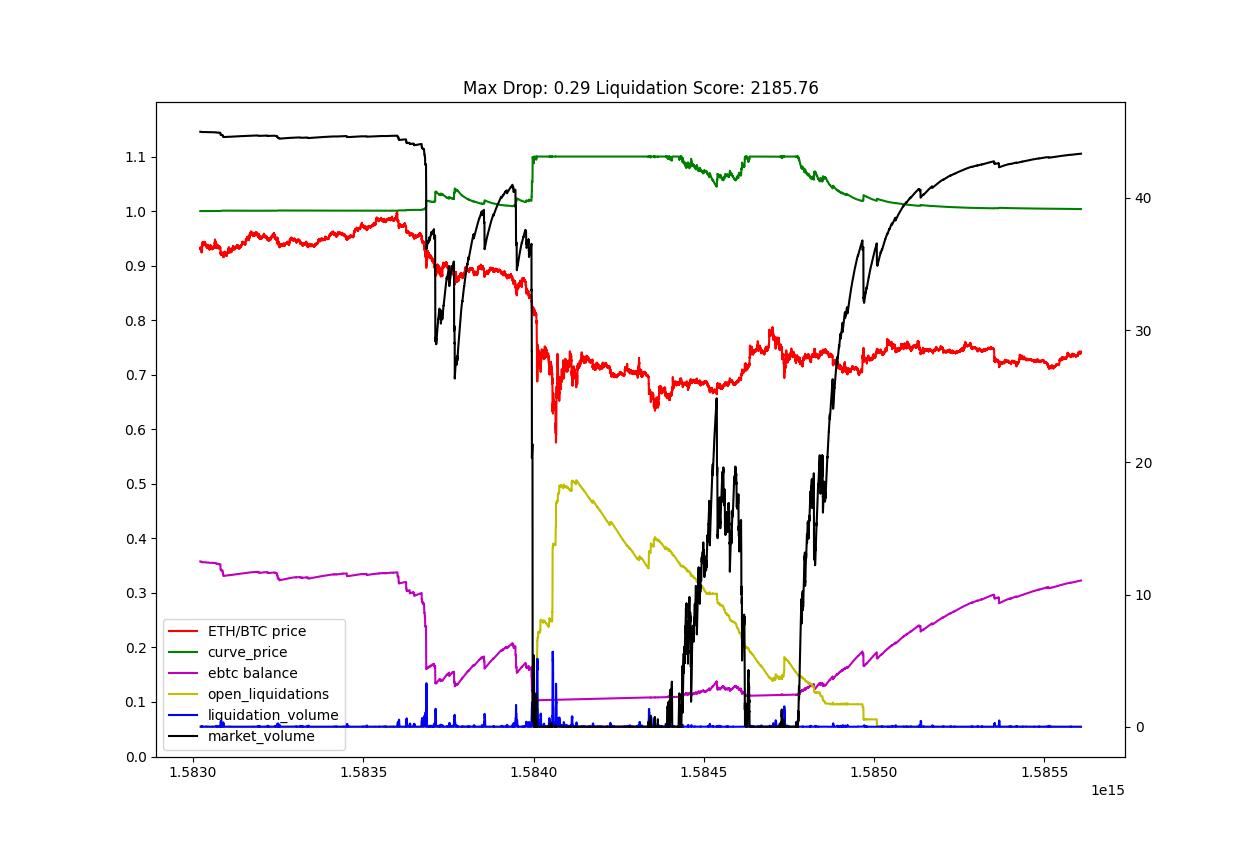 Max Drop: 0.29 Liquidation Score: 2185.76
1.1
1.0
0.9
0.8
0.7
0.6
0.5
0.4
0.3
0.2
0.1
0.0
40
30
20
10
0
ETH/BTC price
curve_price
ebtc balance
open_liquidations
liquidation_volume
market_volume
1.5830 1.5835 1.5840 1.5845 1.5850 1.5855
1e15